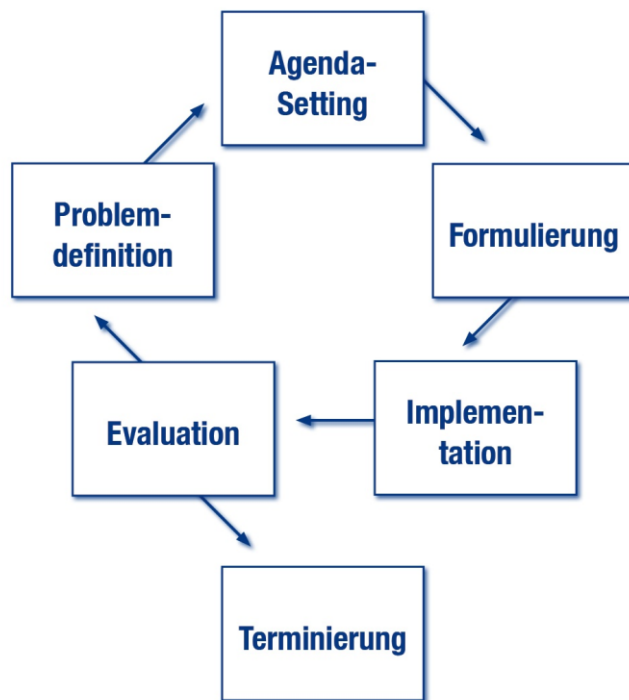 Agenda-
Setting
Problem-
definition
Formulierung
Evaluation
Implemen-
tation
Terminierung